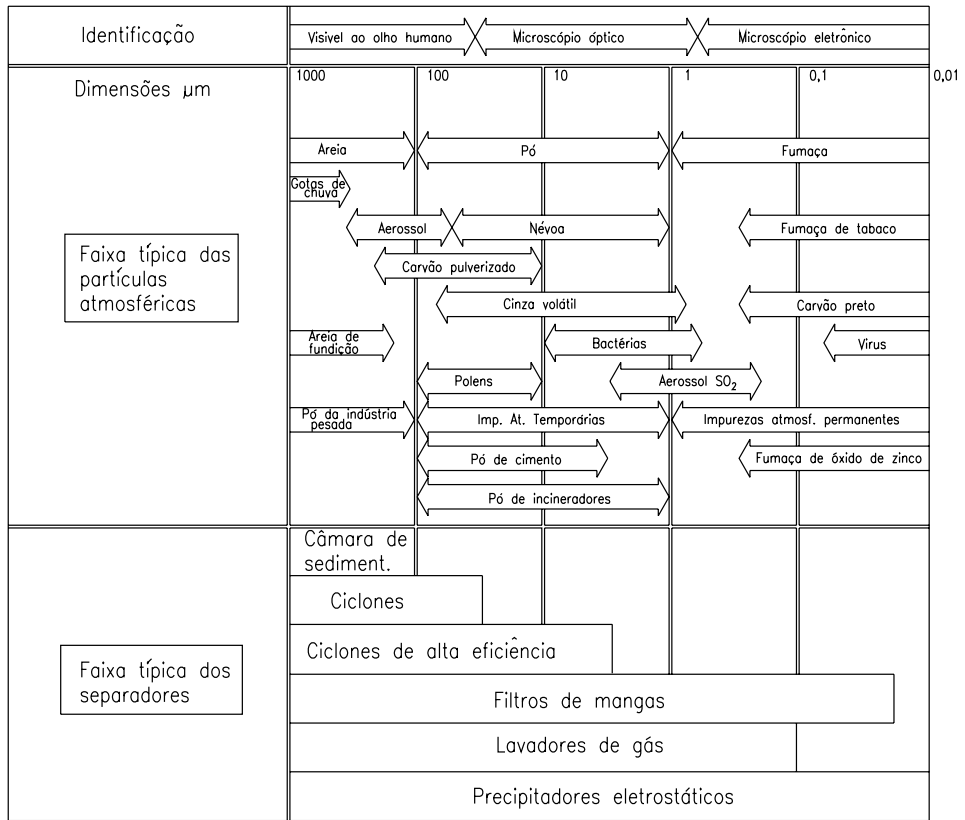 Identificação
Visivel ao olho humano
Microscópio óptico
Microscópio eletrônico
Dimensões µm
1000
100
10
1
0,1
0,01
Areia
Pó
Fumaça
Gotas de
chuva
Aerossol
Névoa
Fumaça de tabaco
Faixa típica das
partículas
atmosféricas
Carvão pulverizado
Cinza volátil
Carvão preto
Areia de
fundição
Bactérias
Virus
Polens
Aerossol SO₂
Pó da indústria
pesada
Imp. At. Temporárias
Impurezas atmosf. permanentes
Pó de cimento
Fumaça de óxido de zinco
Pó de incineradores
Câmara de
sediment.
Ciclones
Ciclones de alta eficiência
Faixa típica dos
separadores
Filtros de mangas
Lavadores de gás
Precipitadores eletrostáticos